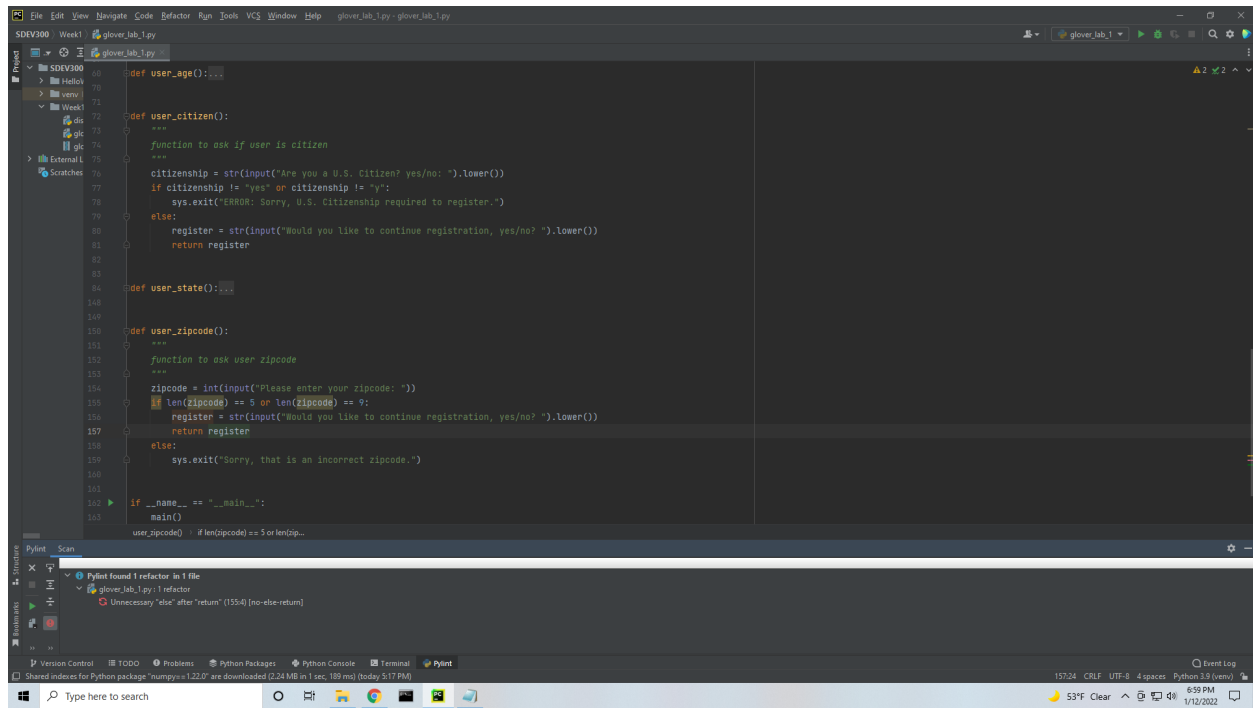 File Edit View Navigate Code Refactor Run Tools VCS Window Help glover_lab_1.py - glover_lab_1.py
SDEV300 Week1 glover_lab_1.py
glover_lab_1
Project
glover_lab_1.py
SDEV300
HelloW
venv
Week1
dis
glo
glo
External L
Scratches
2 2
60 def user_age():...
70
71
72 def user_citizen():
73 """
74 function to ask if user is citizen
75 """
76 citizenship = str(input("Are you a U.S. Citizen? yes/no: ").lower())
77 if citizenship != "yes" or citizenship != "y":
78 sys.exit("ERROR: Sorry, U.S. Citizenship required to register.")
79 else:
80 register = str(input("Would you like to continue registration, yes/no? ").lower())
81 return register
82
83
84 def user_state():...
148
149
150 def user_zipcode():
151 """
152 function to ask user zipcode
153 """
154 zipcode = int(input("Please enter your zipcode: "))
155 if len(zipcode) == 5 or len(zipcode) == 9:
156 register = str(input("Would you like to continue registration, yes/no? ").lower())
157 return register
158 else:
159 sys.exit("Sorry, that is an incorrect zipcode.")
160
161
162 if __name__ == "__main__":
163 main()
user_zipcode() if len(zipcode) == 5 or len(zip...
Structure
Bookmarks
Pylint Scan
Pylint found 1 refactor in 1 file
glover_lab_1.py : 1 refactor
Unnecessary "else" after "return" (155:4) [no-else-return]
Version Control TODO Problems Python Packages Python Console Terminal Pylint Event Log
Shared indexes for Python package "numpy==1.22.0" are downloaded (2.24 MB in 1 sec, 189 ms) (today 5:17 PM) 157:24 CRLF UTF-8 4 spaces Python 3.9 (venv)
Type here to search 53°F Clear 6:59 PM
1/12/2022